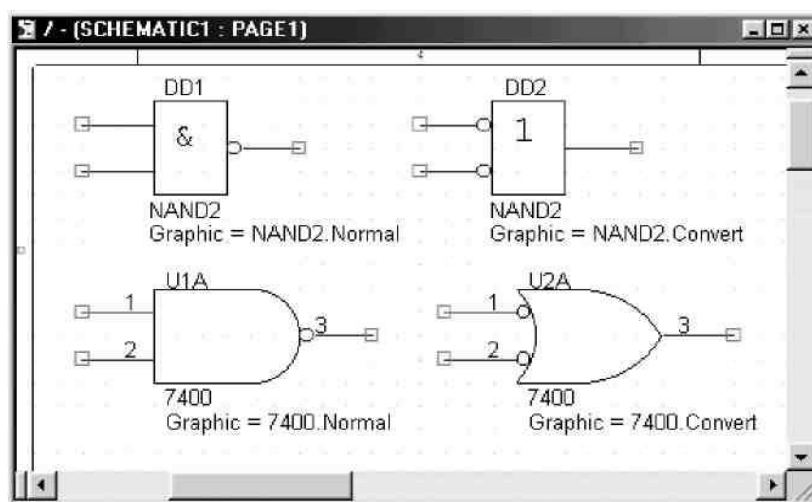 / - (SCHEMATIC1 : PAGE1)
DD1
&
NAND2
Graphic = NAND2.Normal
DD2
1
NAND2
Graphic = NAND2.Convert
U1A
1
2
3
7400
Graphic = 7400.Normal
U2A
1
2
3
7400
Graphic = 7400.Convert